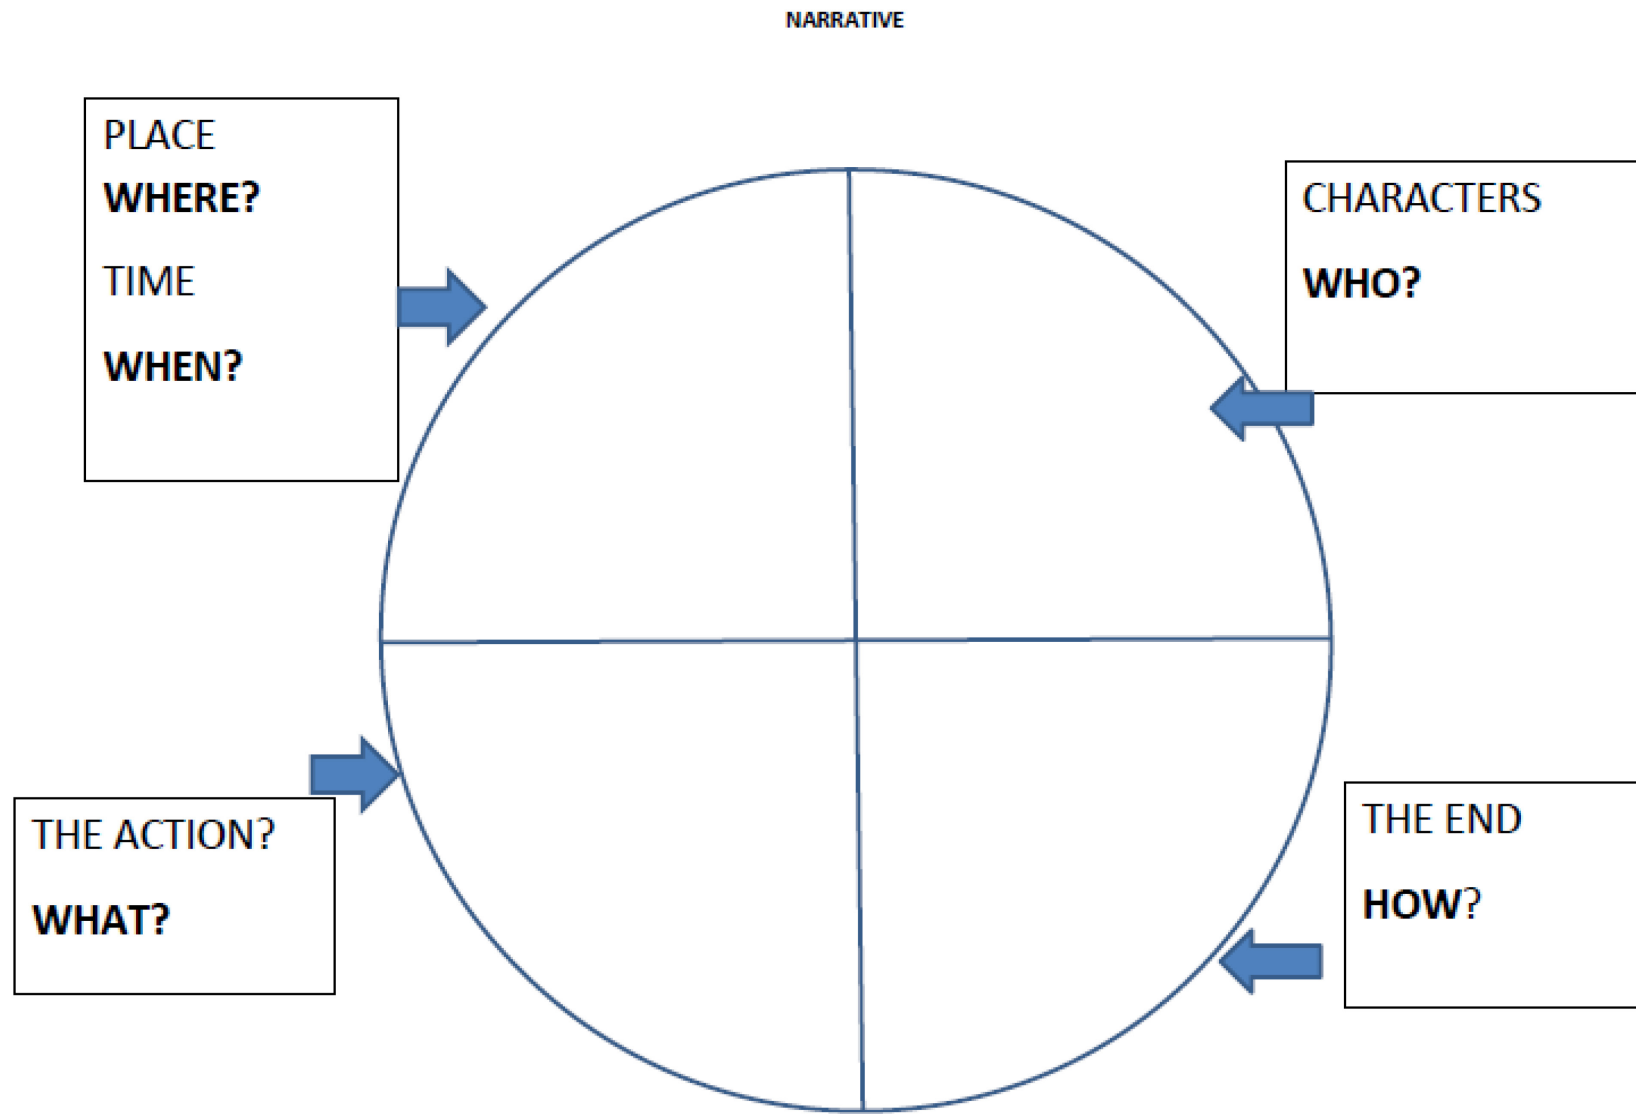 NARRATIVE
PLACE
WHERE?
TIME
WHEN?
CHARACTERS
WHO?
THE ACTION?
WHAT?
THE END
HOW?